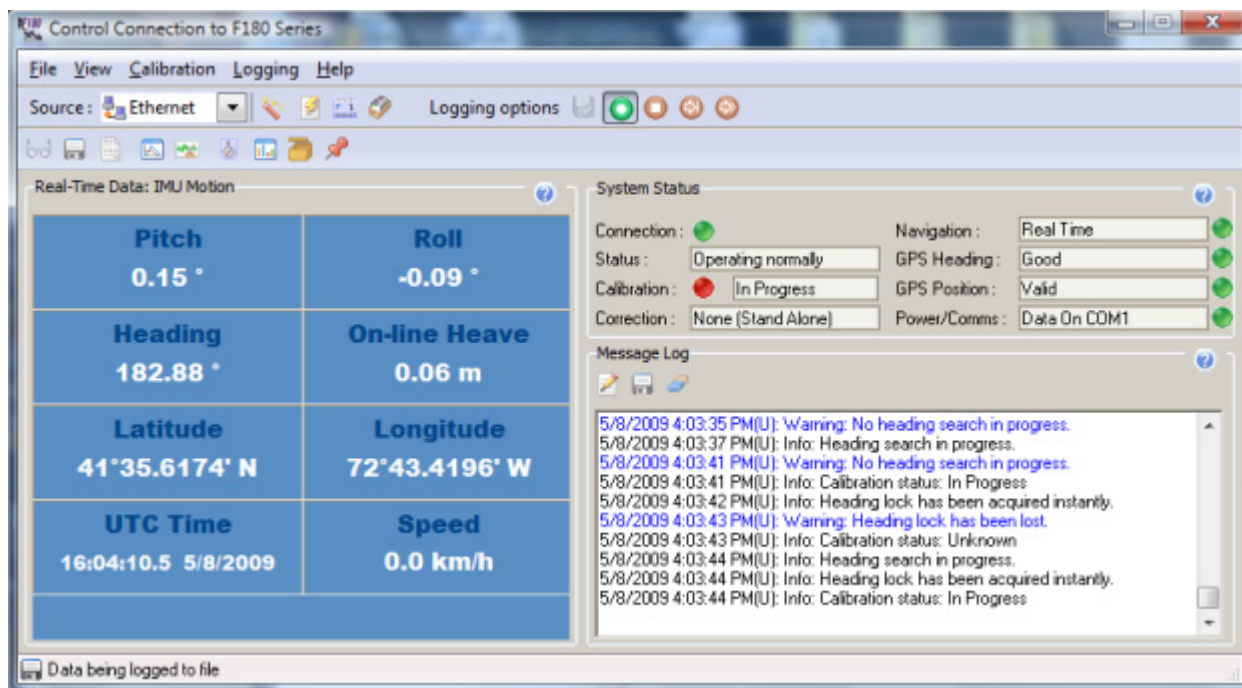 Control Connection to F180 Series
File View Calibration Logging Help
Source: Ethernet Logging options
Real-Time Data: IMU Motion
Pitch
0.15 °
Roll
-0.09 °
Heading
182.88 °
On-line Heave
0.06 m
Latitude
41°35.6174' N
Longitude
72°43.4196' W
UTC Time
16:04:10.5 5/8/2009
Speed
0.0 km/h
System Status
Connection :
Status : Operating normally
Calibration : In Progress
Correction : None (Stand Alone)
Navigation : Real Time
GPS Heading : Good
GPS Position : Valid
Power/Comms : Data On COM1
Message Log
5/8/2009 4:03:35 PM(U): Warning: No heading search in progress.
5/8/2009 4:03:37 PM(U): Info: Heading search in progress.
5/8/2009 4:03:41 PM(U): Warning: No heading search in progress.
5/8/2009 4:03:41 PM(U): Info: Calibration status: In Progress
5/8/2009 4:03:42 PM(U): Info: Heading lock has been acquired instantly.
5/8/2009 4:03:43 PM(U): Warning: Heading lock has been lost.
5/8/2009 4:03:43 PM(U): Info: Calibration status: Unknown
5/8/2009 4:03:44 PM(U): Info: Heading search in progress.
5/8/2009 4:03:44 PM(U): Info: Heading lock has been acquired instantly.
5/8/2009 4:03:44 PM(U): Info: Calibration status: In Progress
Data being logged to file